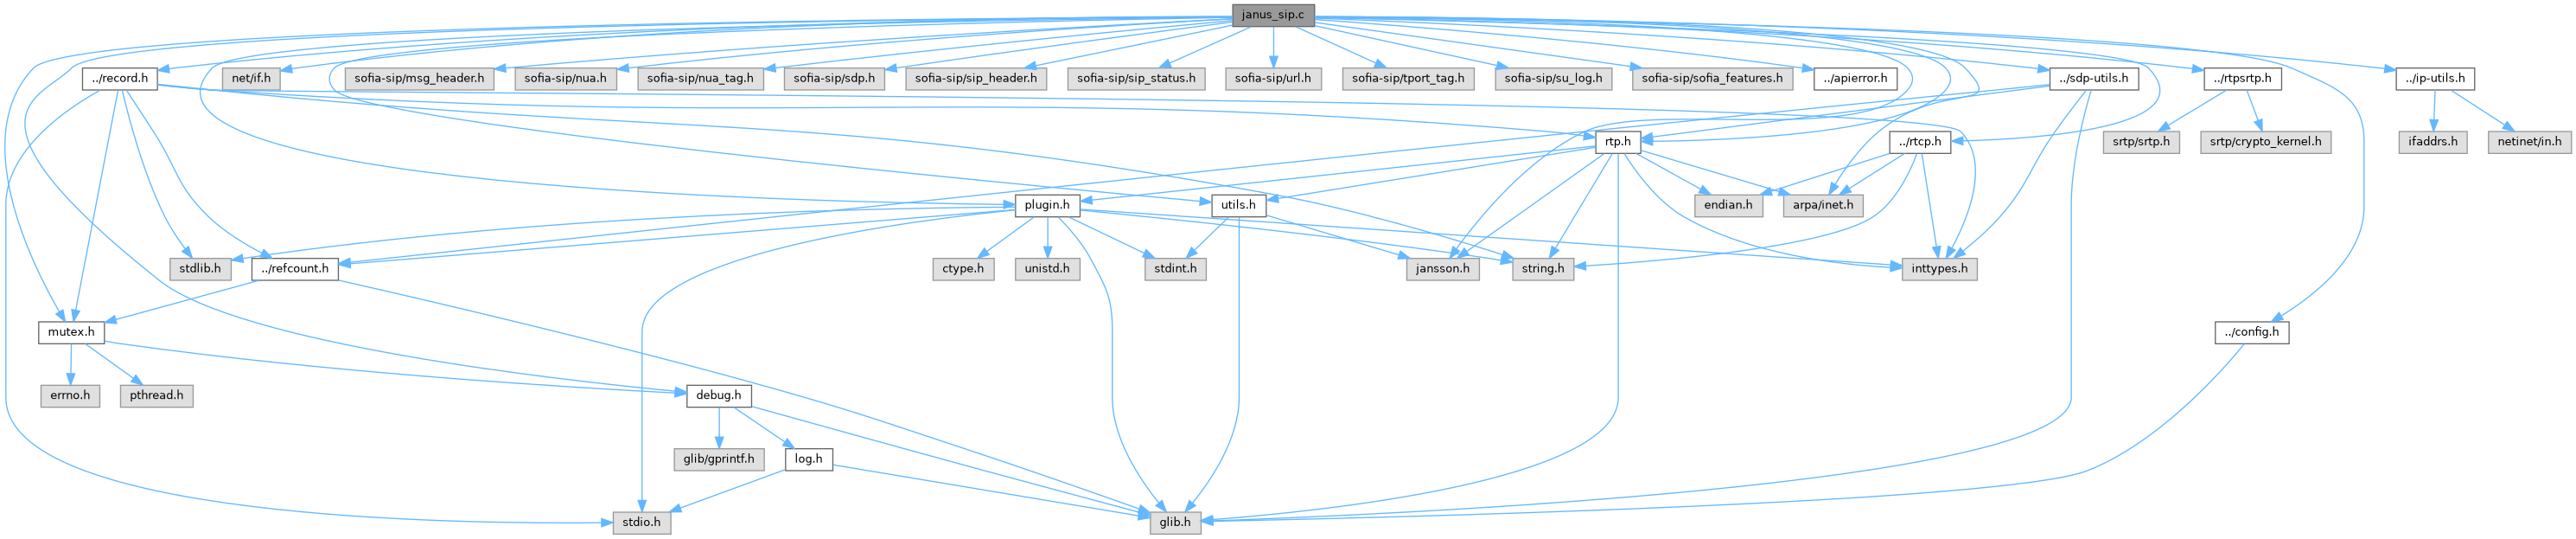 janus_sip.c
../record.h
net/if.h
sofia-sip/msg_header.h
sofia-sip/nua.h
sofia-sip/nua_tag.h
sofia-sip/sdp.h
sofia-sip/sip_header.h
sofia-sip/sip_status.h
sofia-sip/url.h
sofia-sip/tport_tag.h
sofia-sip/su_log.h
sofia-sip/sofia_features.h
../apierror.h
../sdp-utils.h
../rtpsrtp.h
../ip-utils.h
rtp.h
../rtcp.h
srtp/srtp.h
srtp/crypto_kernel.h
ifaddrs.h
netinet/in.h
plugin.h
utils.h
endian.h
arpa/inet.h
stdlib.h
../refcount.h
ctype.h
unistd.h
stdint.h
jansson.h
string.h
inttypes.h
mutex.h
../config.h
errno.h
pthread.h
debug.h
glib/gprintf.h
log.h
stdio.h
glib.h